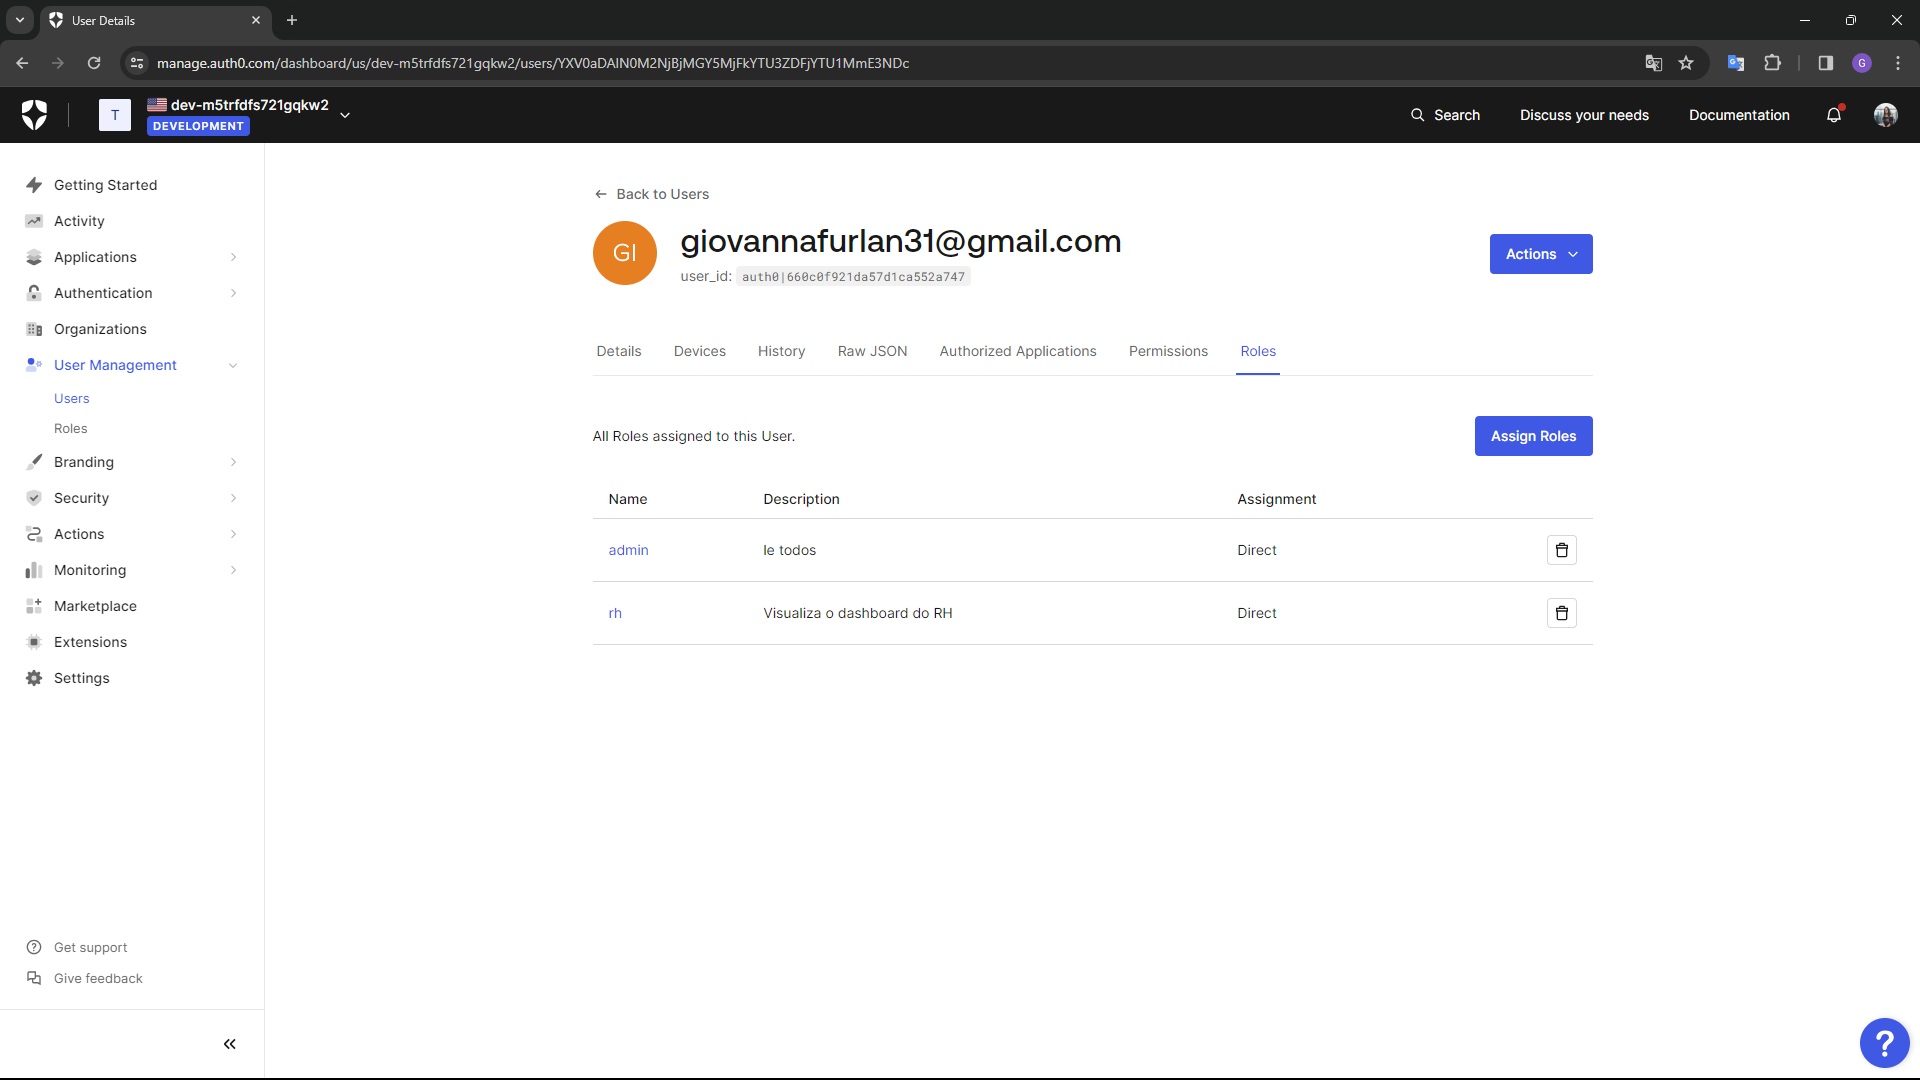 User Details
manage.auth0.com/dashboard/us/dev-m5trfdfs721gqkw2/users/YXV0aDAlN0M2NjBjMGY5MjFkYTU3ZDFjYTU1MmE3NDc
G
T
dev-m5trfdfs721gqkw2
DEVELOPMENT
Search
Discuss your needs
Documentation
Getting Started
Activity
Applications
Authentication
Organizations
User Management
Users
Roles
Branding
Security
Actions
Monitoring
Marketplace
Extensions
Settings
Get support
Give feedback
Back to Users
GI
giovannafurlan31@gmail.com
user_id: auth0|660c0f921da57d1ca552a747
Actions
Details Devices History Raw JSON Authorized Applications Permissions Roles
All Roles assigned to this User.
Assign Roles
Name Description Assignment
admin le todos Direct
rh Visualiza o dashboard do RH Direct
?